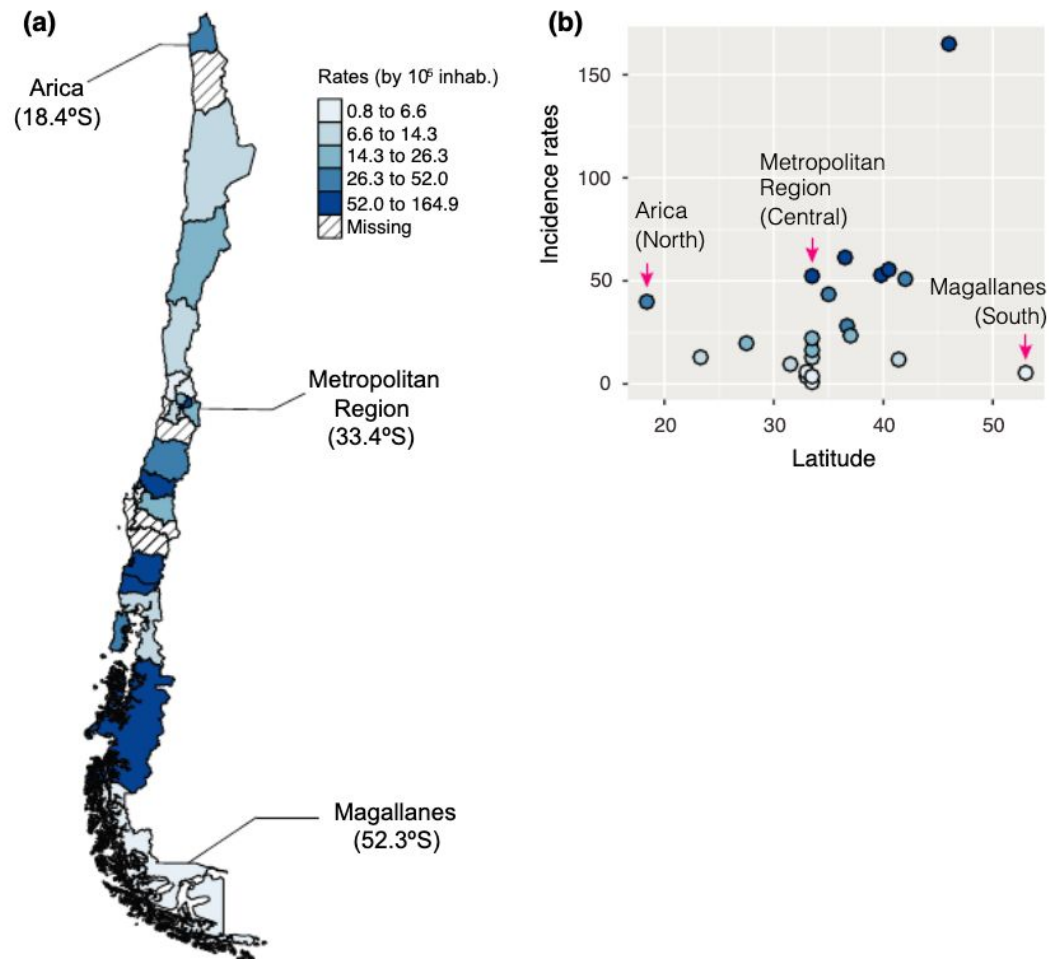 (a)
Arica
(18.4ºS)
Rates (by 10⁵ inhab.)
0.8 to 6.6
6.6 to 14.3
14.3 to 26.3
26.3 to 52.0
52.0 to 164.9
Missing
Metropolitan
Region
(33.4ºS)
Magallanes
(52.3ºS)
(b)
Incidence rates
150
100
50
0
Arica
(North)
Metropolitan
Region
(Central)
Magallanes
(South)
20
30
40
50
Latitude